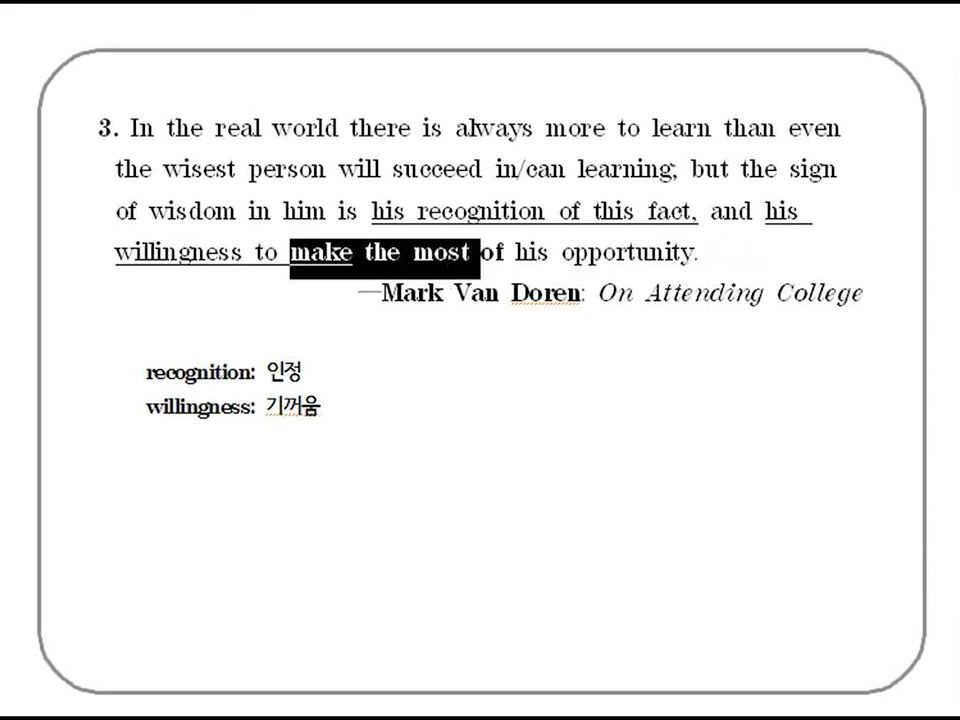 3. In the real world there is always more to learn than even
the wisest person will succeed in/can learning; but the sign
of wisdom in him is his recognition of this fact, and his
willingness to make the most of his opportunity.
—Mark Van Doren: On Attending College
recognition: 인정
willingness: 기꺼움